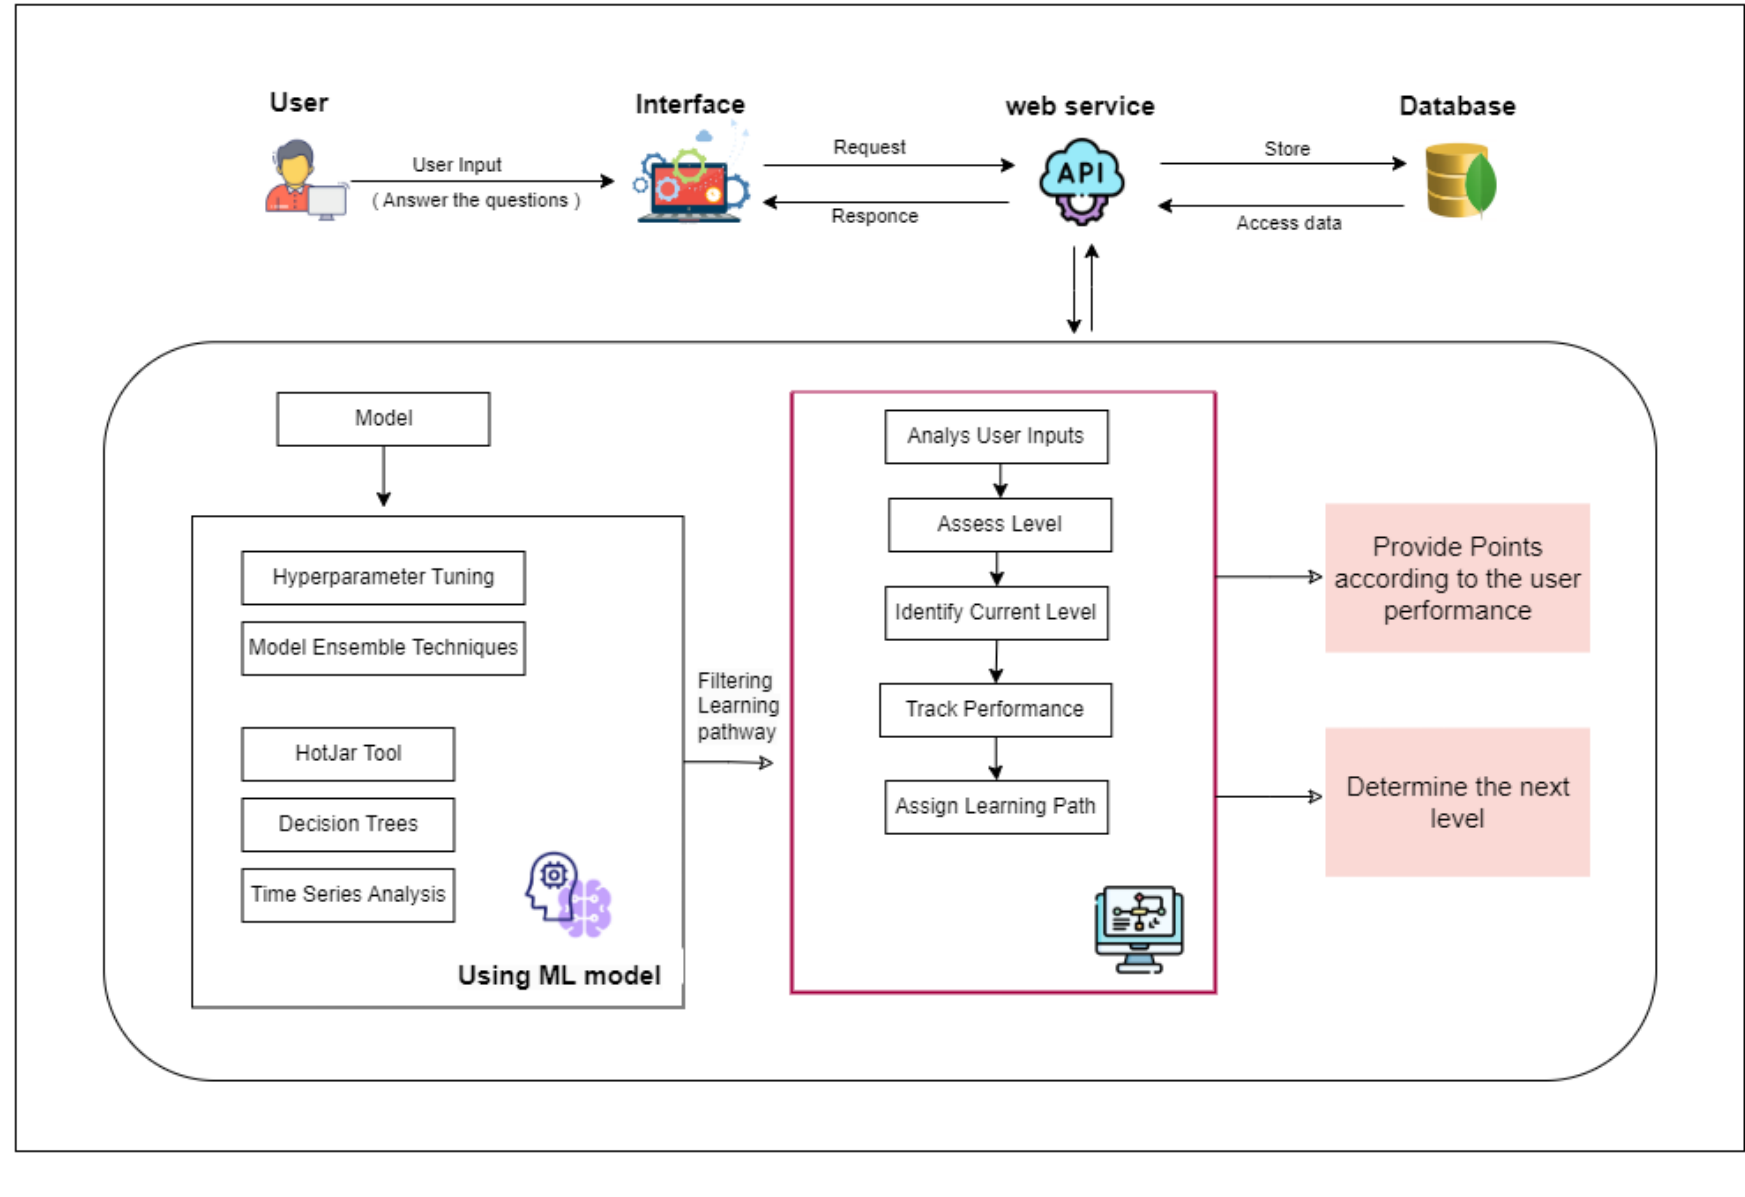 User
Interface
web service
Database
User Input
( Answer the questions )
Request
Responce
API
Store
Access data
Model
Hyperparameter Tuning
Model Ensemble Techniques
HotJar Tool
Decision Trees
Time Series Analysis
Using ML model
Filtering
Learning
pathway
Analys User Inputs
Assess Level
Identify Current Level
Track Performance
Assign Learning Path
Provide Points
according to the user
performance
Determine the next
level